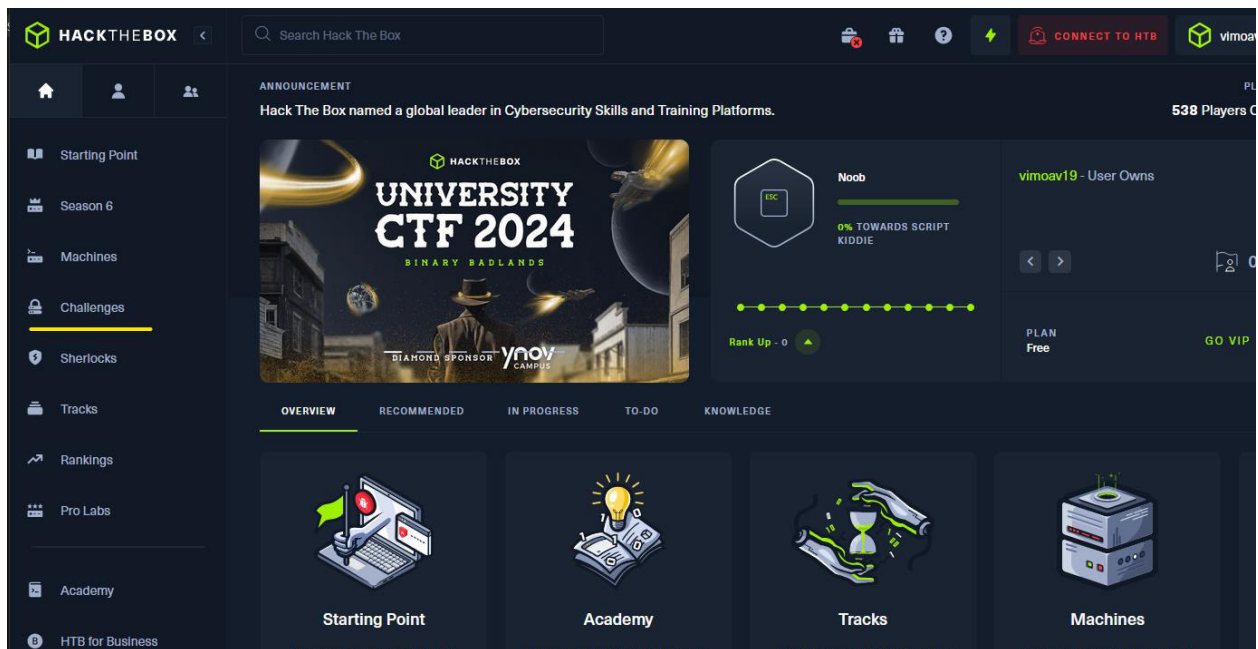 HACKTHEBOX
Search Hack The Box
CONNECT TO HTB
vimoav
ANNOUNCEMENT
Hack The Box named a global leader in Cybersecurity Skills and Training Platforms.
538 Players
Starting Point
Season 6
Machines
Challenges
Sherlocks
Tracks
Rankings
Pro Labs
Academy
HTB for Business
HACKTHEBOX
UNIVERSITY
CTF 2024
BINARY BADLANDS
DIAMOND SPONSOR ynov
CAMPUS
ESC
Noob
0% TOWARDS SCRIPT
KIDDIE
Rank Up - 0
vimoav19 - User Owns
0
PLAN
Free
GO VIP
OVERVIEW RECOMMENDED IN PROGRESS TO-DO KNOWLEDGE
Starting Point
Academy
Tracks
Machines